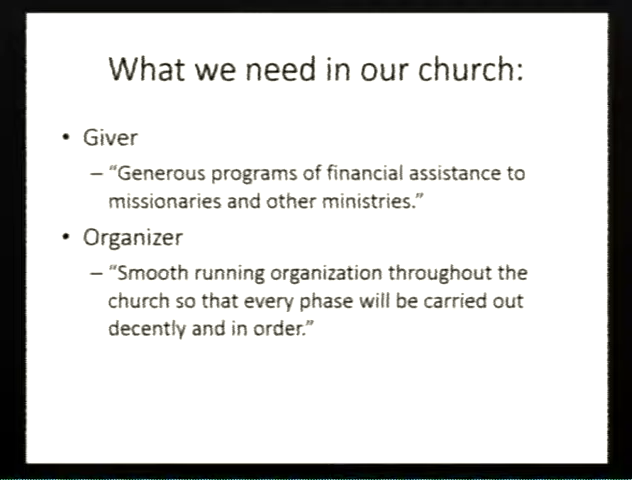 What we need in our church:
• Giver
– “Generous programs of financial assistance to
missionaries and other ministries.”
• Organizer
– “Smooth running organization throughout the
church so that every phase will be carried out
decently and in order.”